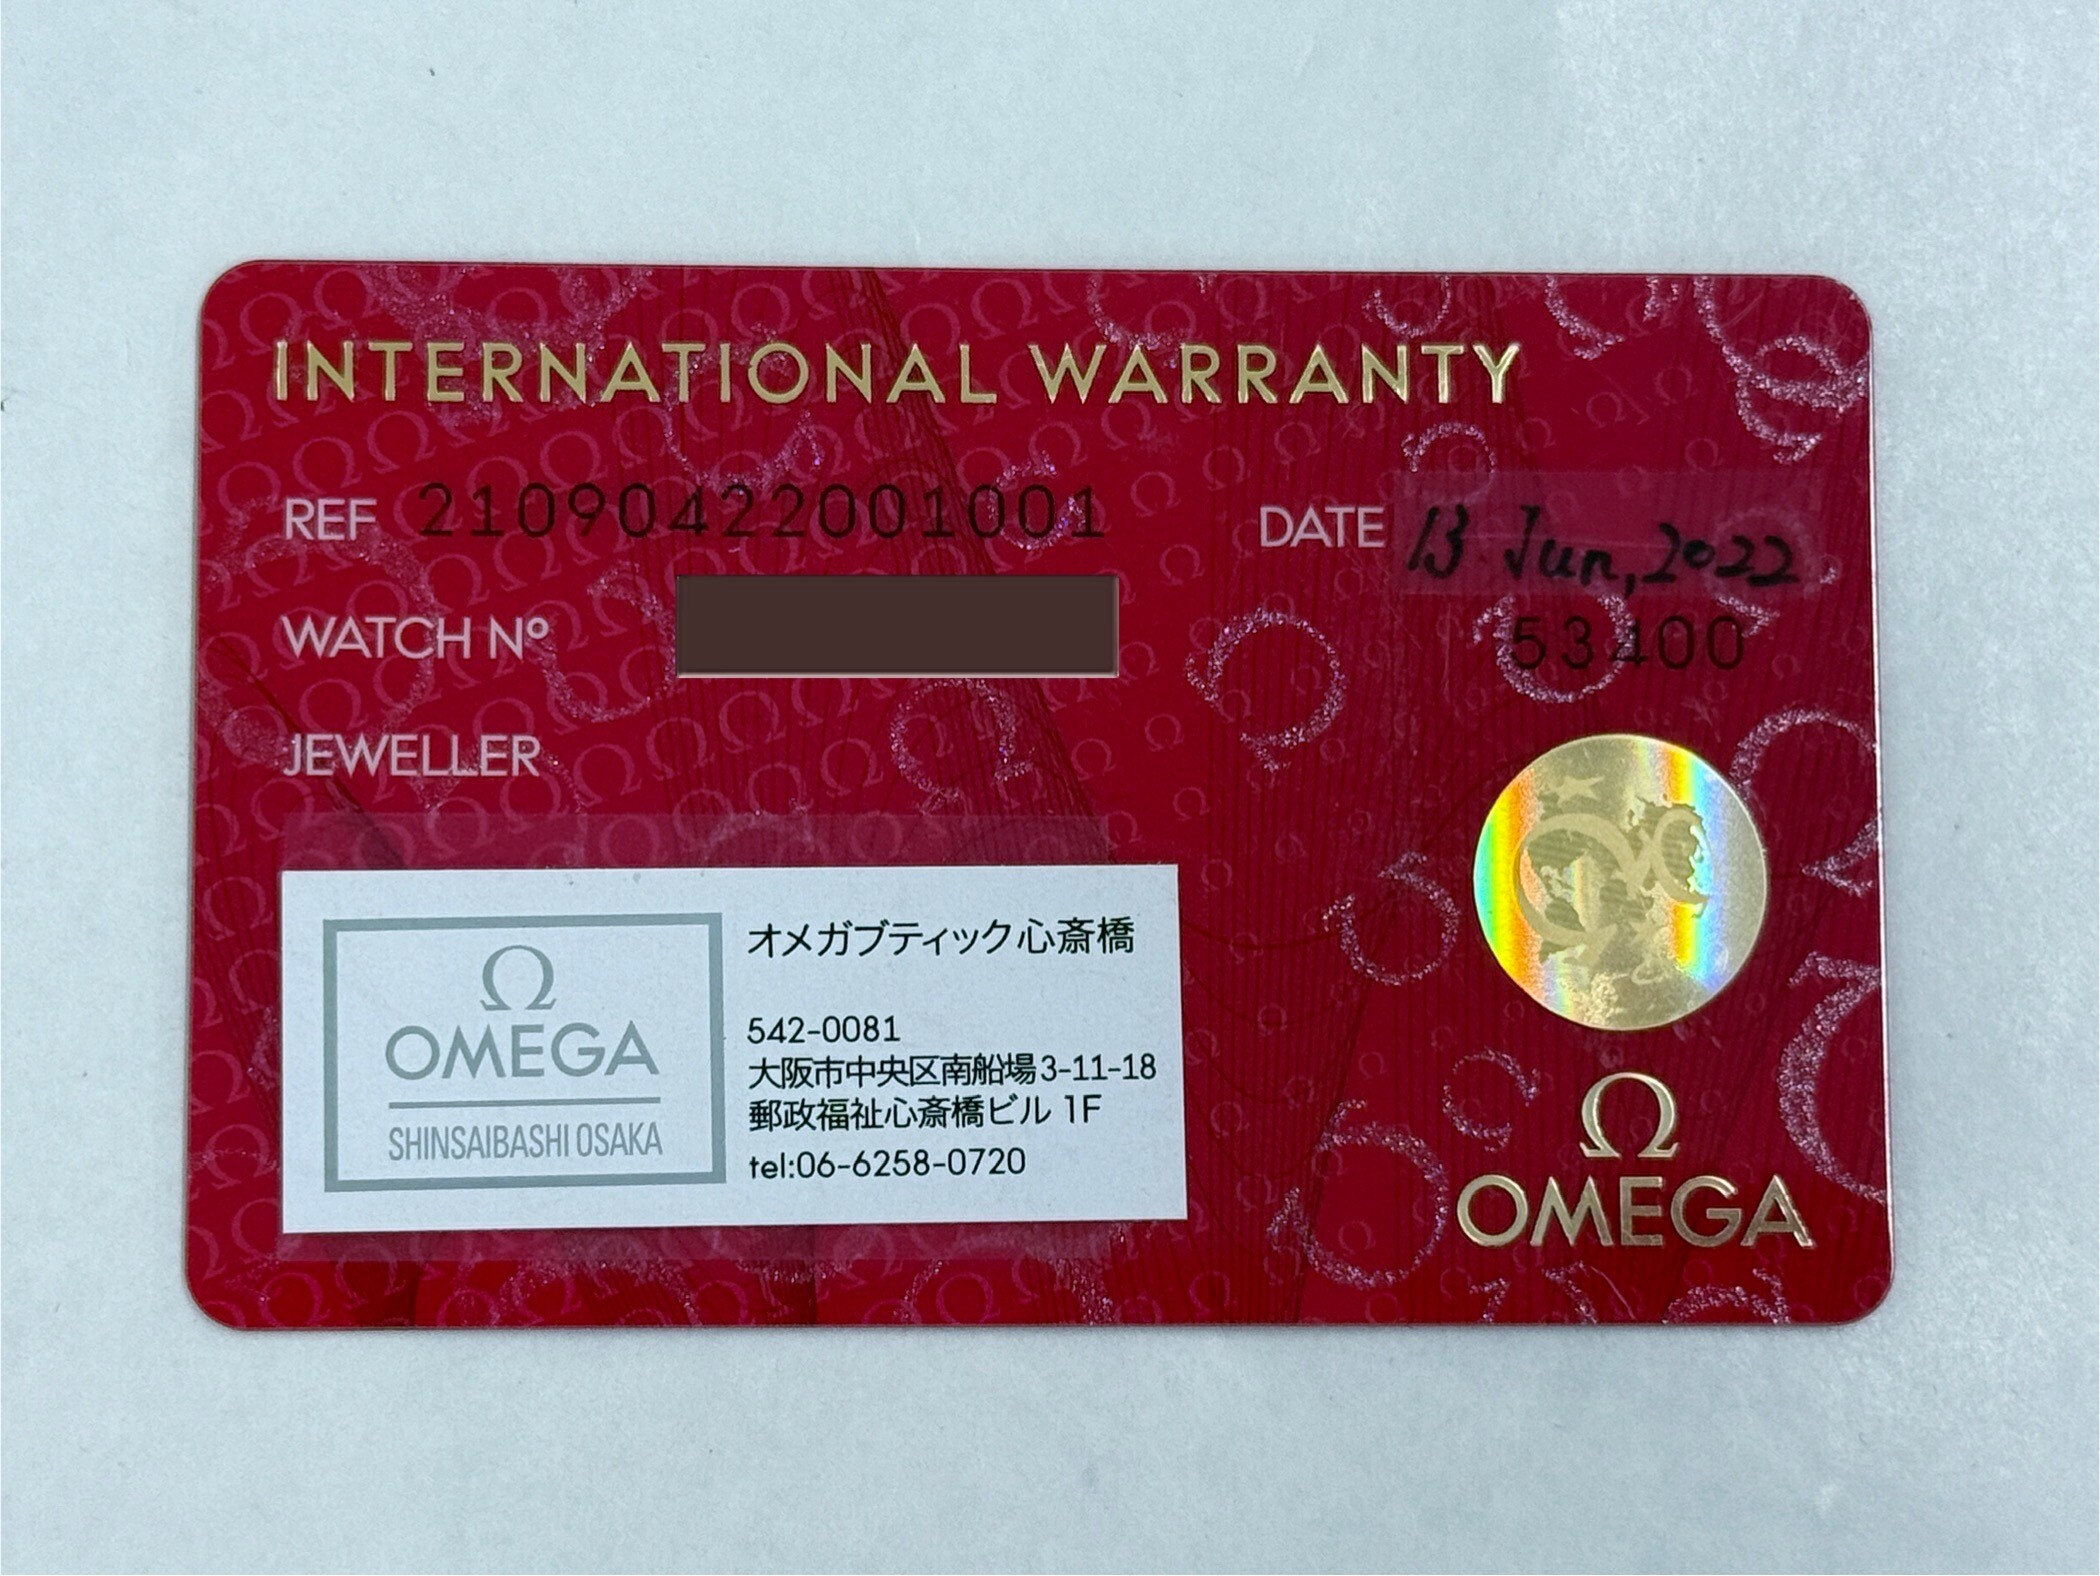 INTERNATIONAL WARRANTY
REF 21090422001001
DATE 13 Jun, 2022
WATCH Nº
53400
JEWELLER
Ω
OMEGA
SHINSAIBASHI OSAKA
オメガブティック心斎橋
542-0081
大阪市中央区南船場3-11-18
郵政福祉心斎橋ビル 1F
tel:06-6258-0720
Ω
OMEGA